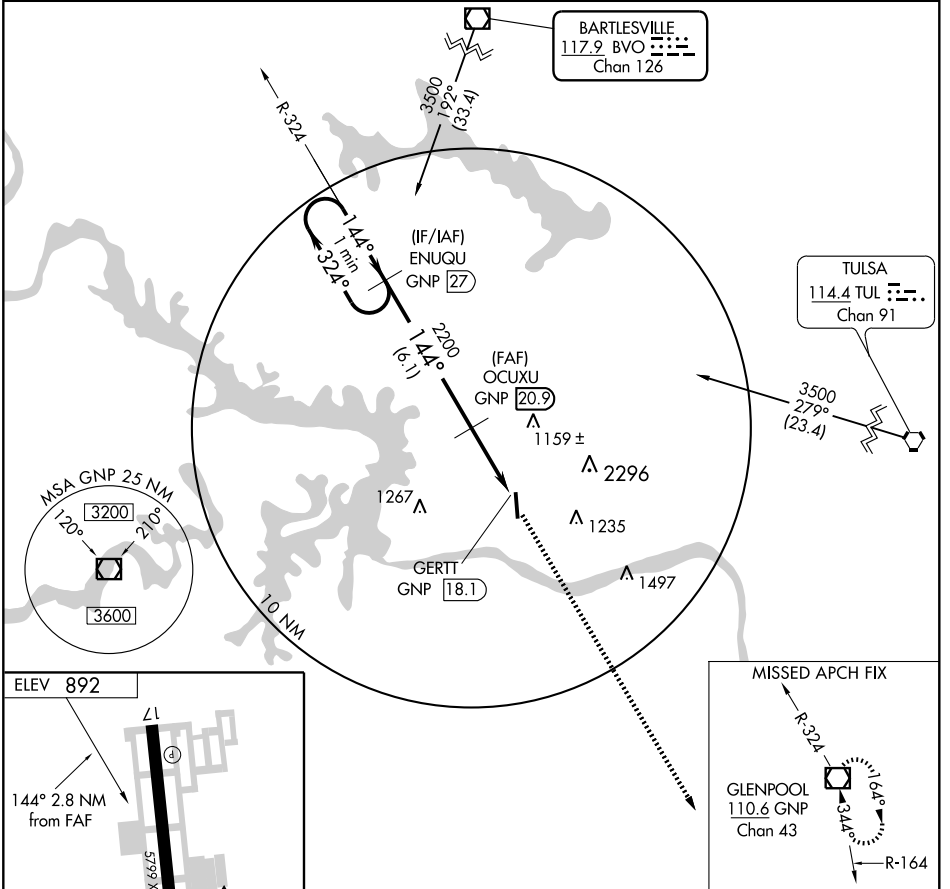 BARTLESVILLE
117.9 BVO
Chan 126
3500
192°
(33.4)
R-324
144°
1 min
324°
(IF/IAF)
ENUQU
GNP 27
2200
144°
(6.1)
(FAF)
OCUXU
GNP 20.9
1159 ±
2296
1267
1235
1497
GERTT
GNP 18.1
10 NM
TULSA
114.4 TUL
Chan 91
3500
279°
(23.4)
MSA GNP 25 NM
3200
120°
210°
3600
ELEV 892
17
P
144° 2.8 NM
from FAF
5799 X
MISSED APCH FIX
R-324
GLENPOOL
110.6 GNP
Chan 43
164°
344°
R-164